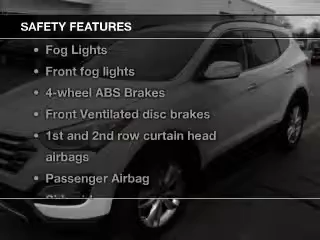 SAFETY FEATURES
• Fog Lights
• Front fog lights
• 4-wheel ABS Brakes
• Front Ventilated disc brakes
• 1st and 2nd row curtain head
airbags
• Passenger Airbag